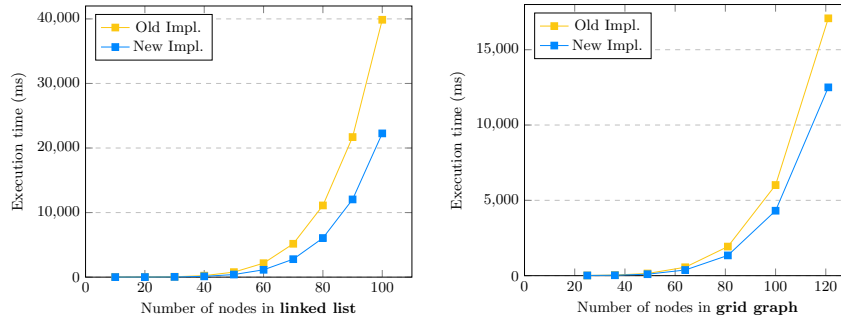 40,000
30,000
20,000
10,000
0
Execution time (ms)
Old Impl.
New Impl.
0 20 40 60 80 100
Number of nodes in linked list
15,000
10,000
5,000
0
Execution time (ms)
Old Impl.
New Impl.
0 20 40 60 80 100 120
Number of nodes in grid graph